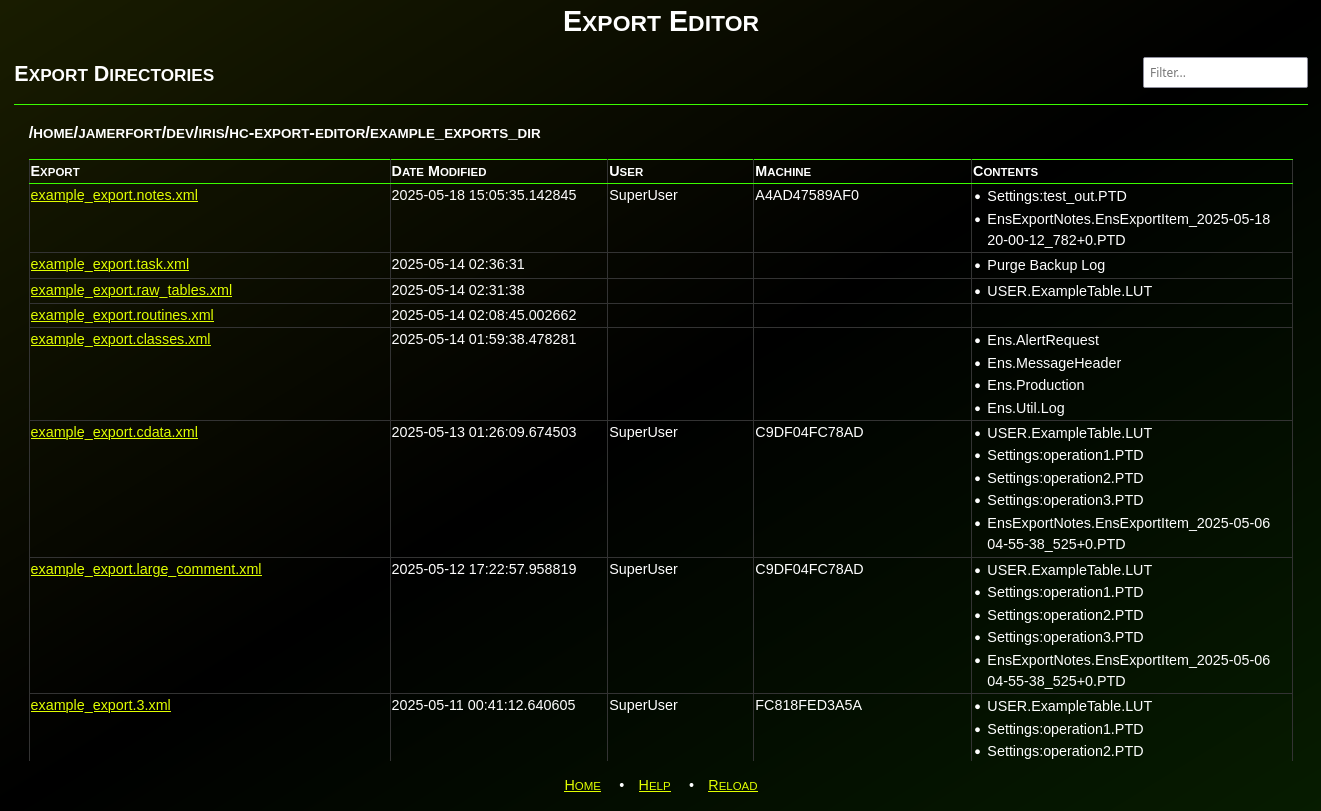 Export Editor
Export Directories
Filter...
/home/jamerfort/dev/iris/hc-export-editor/example_exports_dir
Export Date Modified User Machine Contents
example_export.notes.xml 2025-05-18 15:05:35.142845 SuperUser A4AD47589AF0 • Settings:test_out.PTD
• EnsExportNotes.EnsExportItem_2025-05-18
20-00-12_782+0.PTD
example_export.task.xml 2025-05-14 02:36:31 • Purge Backup Log
example_export.raw_tables.xml 2025-05-14 02:31:38 • USER.ExampleTable.LUT
example_export.routines.xml 2025-05-14 02:08:45.002662
example_export.classes.xml 2025-05-14 01:59:38.478281 • Ens.AlertRequest
• Ens.MessageHeader
• Ens.Production
• Ens.Util.Log
example_export.cdata.xml 2025-05-13 01:26:09.674503 SuperUser C9DF04FC78AD • USER.ExampleTable.LUT
• Settings:operation1.PTD
• Settings:operation2.PTD
• Settings:operation3.PTD
• EnsExportNotes.EnsExportItem_2025-05-06
04-55-38_525+0.PTD
example_export.large_comment.xml 2025-05-12 17:22:57.958819 SuperUser C9DF04FC78AD • USER.ExampleTable.LUT
• Settings:operation1.PTD
• Settings:operation2.PTD
• Settings:operation3.PTD
• EnsExportNotes.EnsExportItem_2025-05-06
04-55-38_525+0.PTD
example_export.3.xml 2025-05-11 00:41:12.640605 SuperUser FC818FED3A5A • USER.ExampleTable.LUT
• Settings:operation1.PTD
• Settings:operation2.PTD
Home • Help • Reload